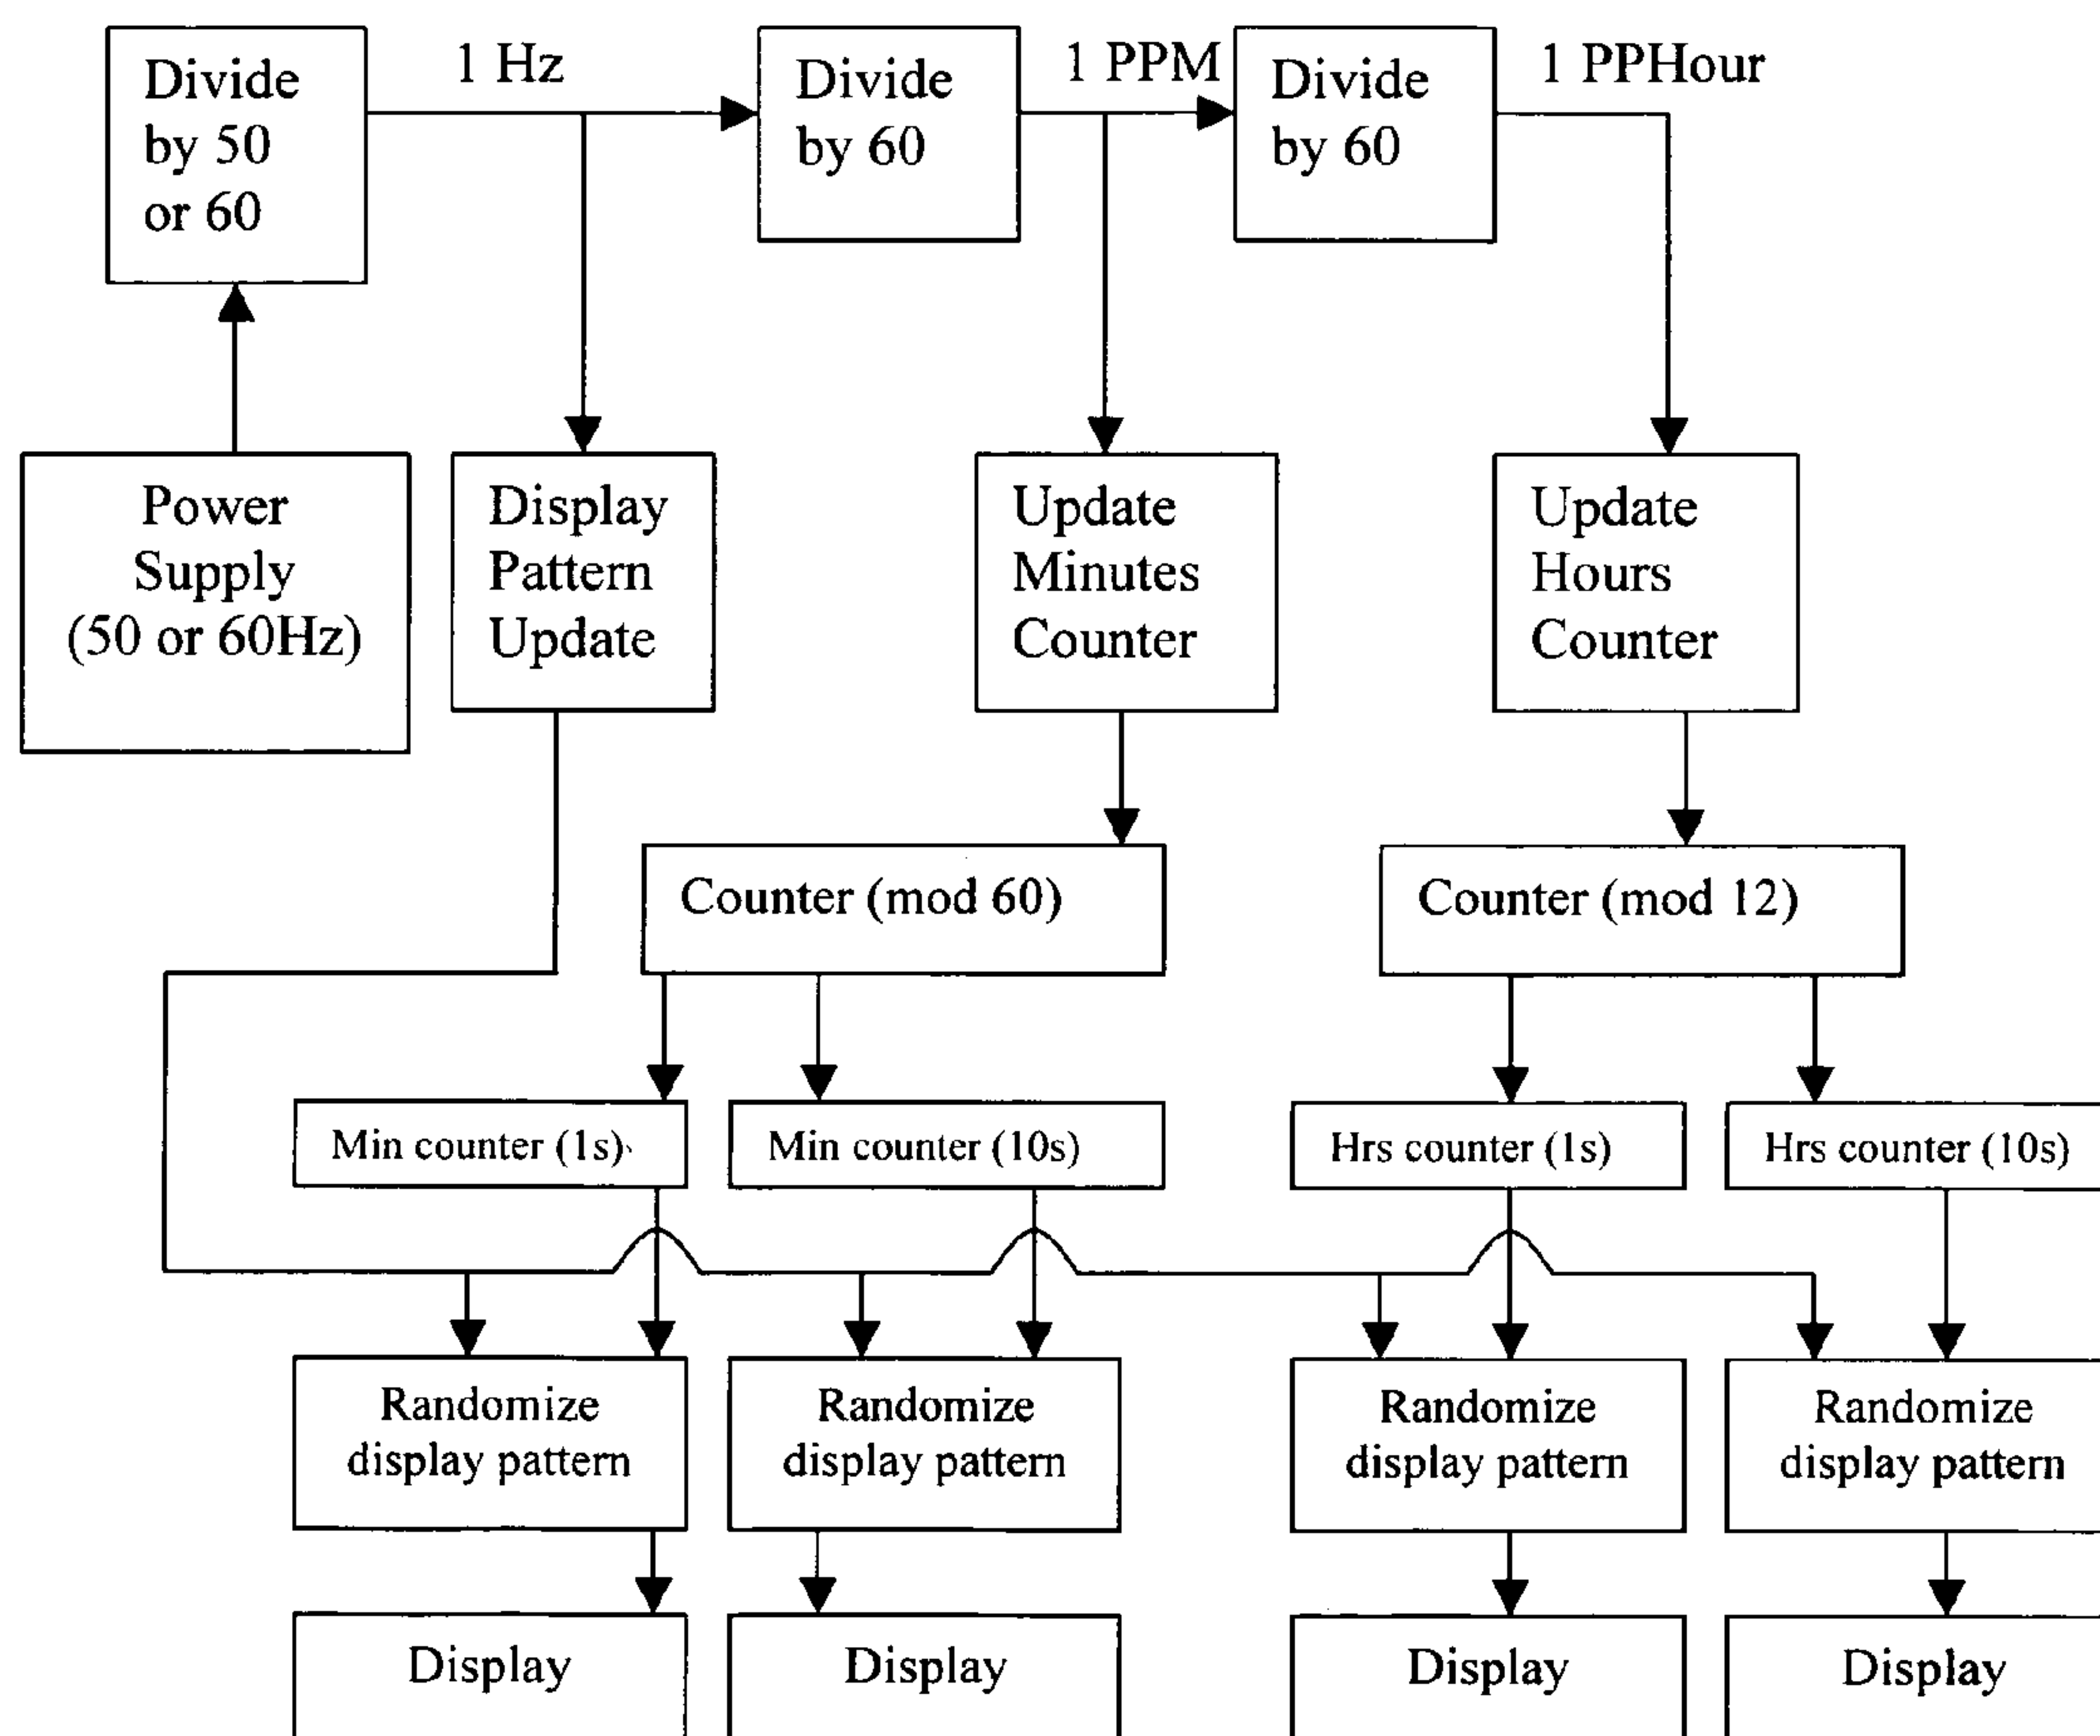 Divide
by 50
or 60
1 Hz
Divide
by 60
1 PPM
Divide
by 60
1 PPHour
Power
Supply
(50 or 60Hz)
Display
Pattern
Update
Update
Minutes
Counter
Update
Hours
Counter
Counter (mod 60)
Counter (mod 12)
Min counter (1s)
Min counter (10s)
Hrs counter (1s)
Hrs counter (10s)
Randomize
display pattern
Randomize
display pattern
Randomize
display pattern
Randomize
display pattern
Display
Display
Display
Display